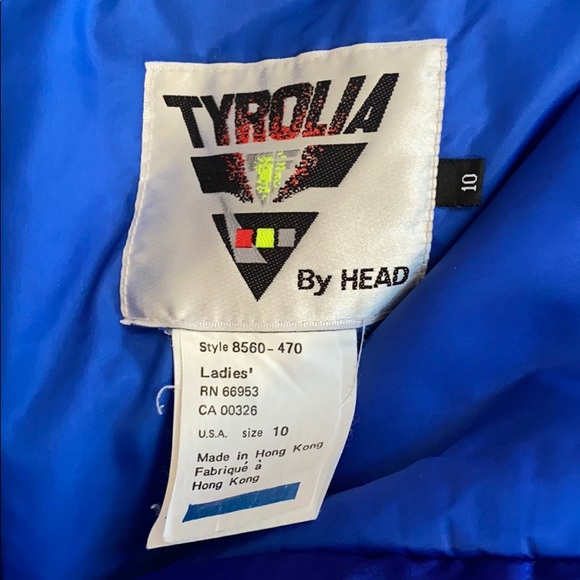 TYROLIA
By HEAD
10
Style 8560-470
Ladies'
RN 66953
CA 00326
U.S.A. size 10
Made in Hong Kong
Fabriqué à
Hong Kong